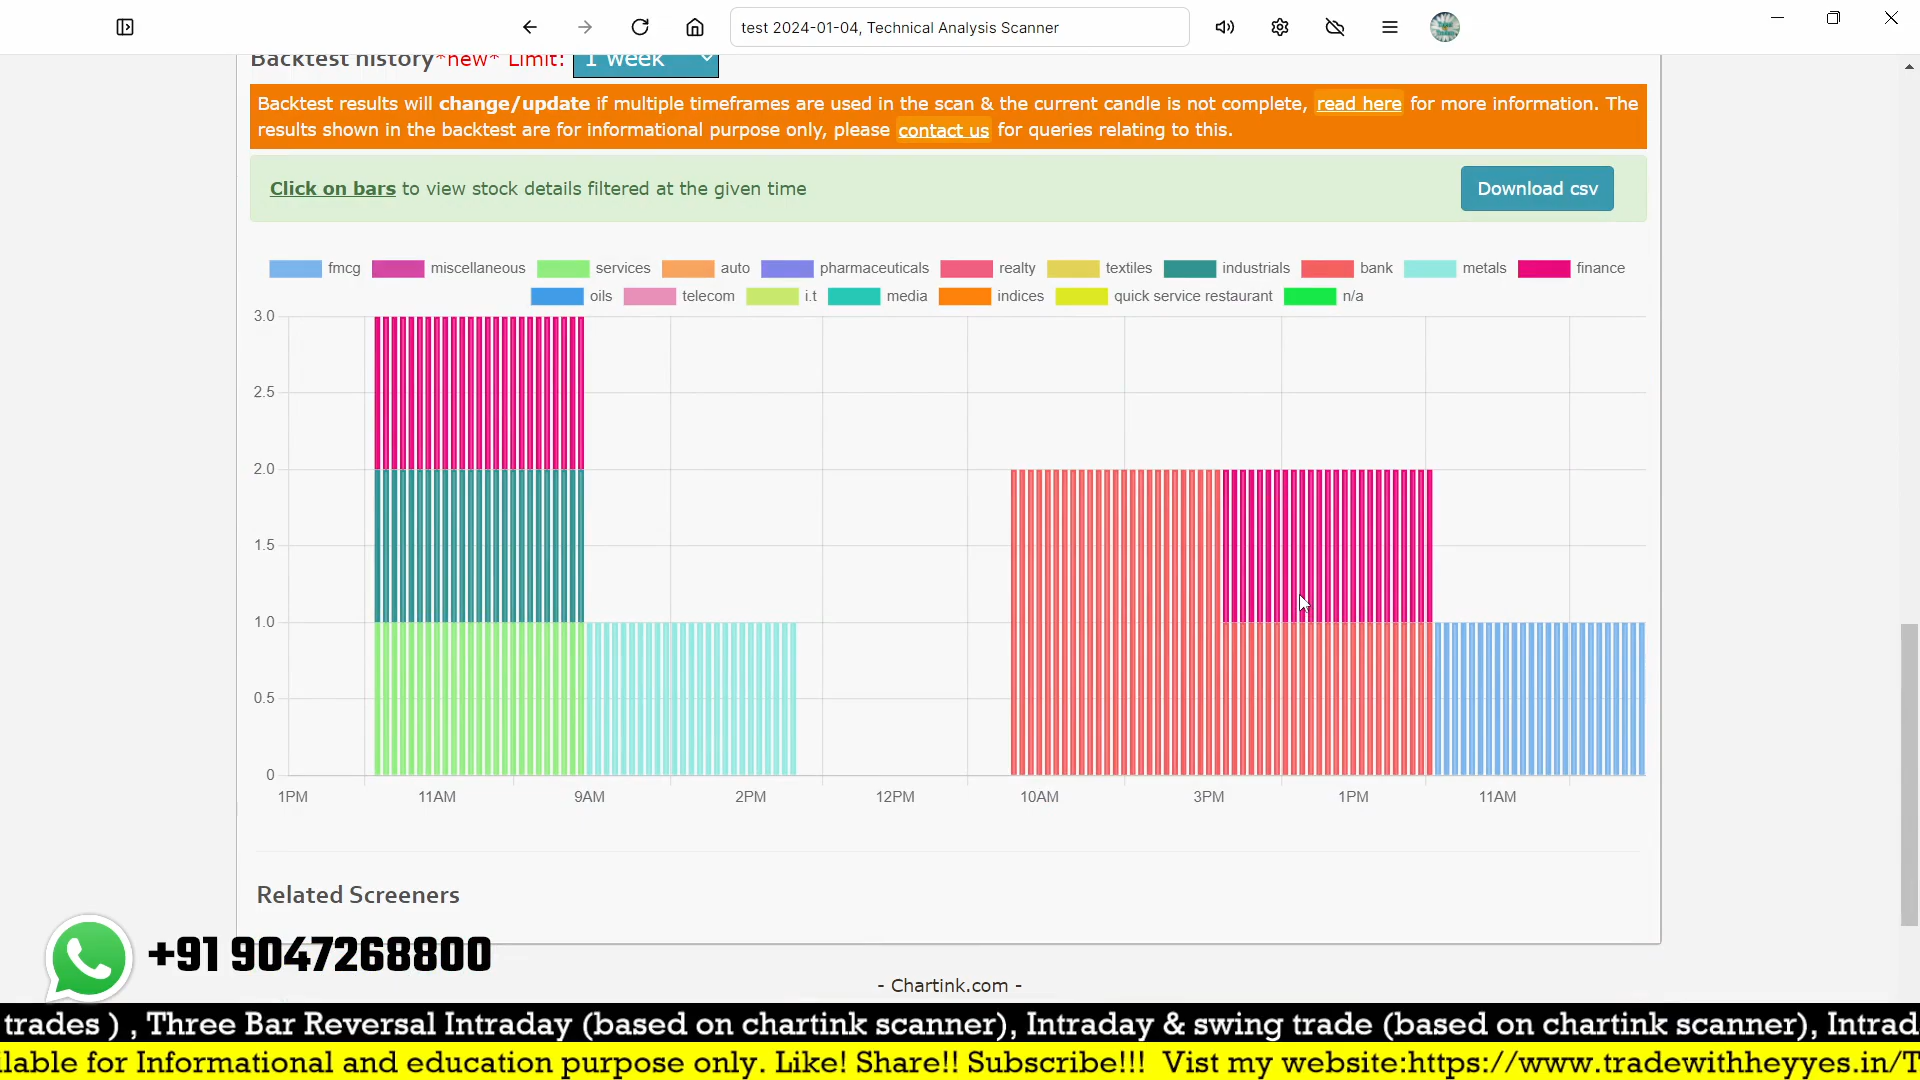 test 2024-01-04, Technical Analysis Scanner
Backtest history*new* Limit: 1 week
Backtest results will change/update if multiple timeframes are used in the scan & the current candle is not complete, read here for more information. The
results shown in the backtest are for informational purpose only, please contact us for queries relating to this.
Click on bars to view stock details filtered at the given time
Download csv
fmcg miscellaneous services auto pharmaceuticals realty textiles industrials bank metals finance
oils telecom i.t media indices quick service restaurant n/a
3.0
2.5
2.0
1.5
1.0
0.5
0
1PM 11AM 9AM 2PM 12PM 10AM 3PM 1PM 11AM
Related Screeners
+91 9047268800
- Chartink.com -
trades ) , Three Bar Reversal Intraday (based on chartink scanner), Intraday & swing trade (based on chartink scanner), Intrad
lable for Informational and education purpose only. Like! Share!! Subscribe!!! Vist my website:https://www.tradewithheyyes.in/T